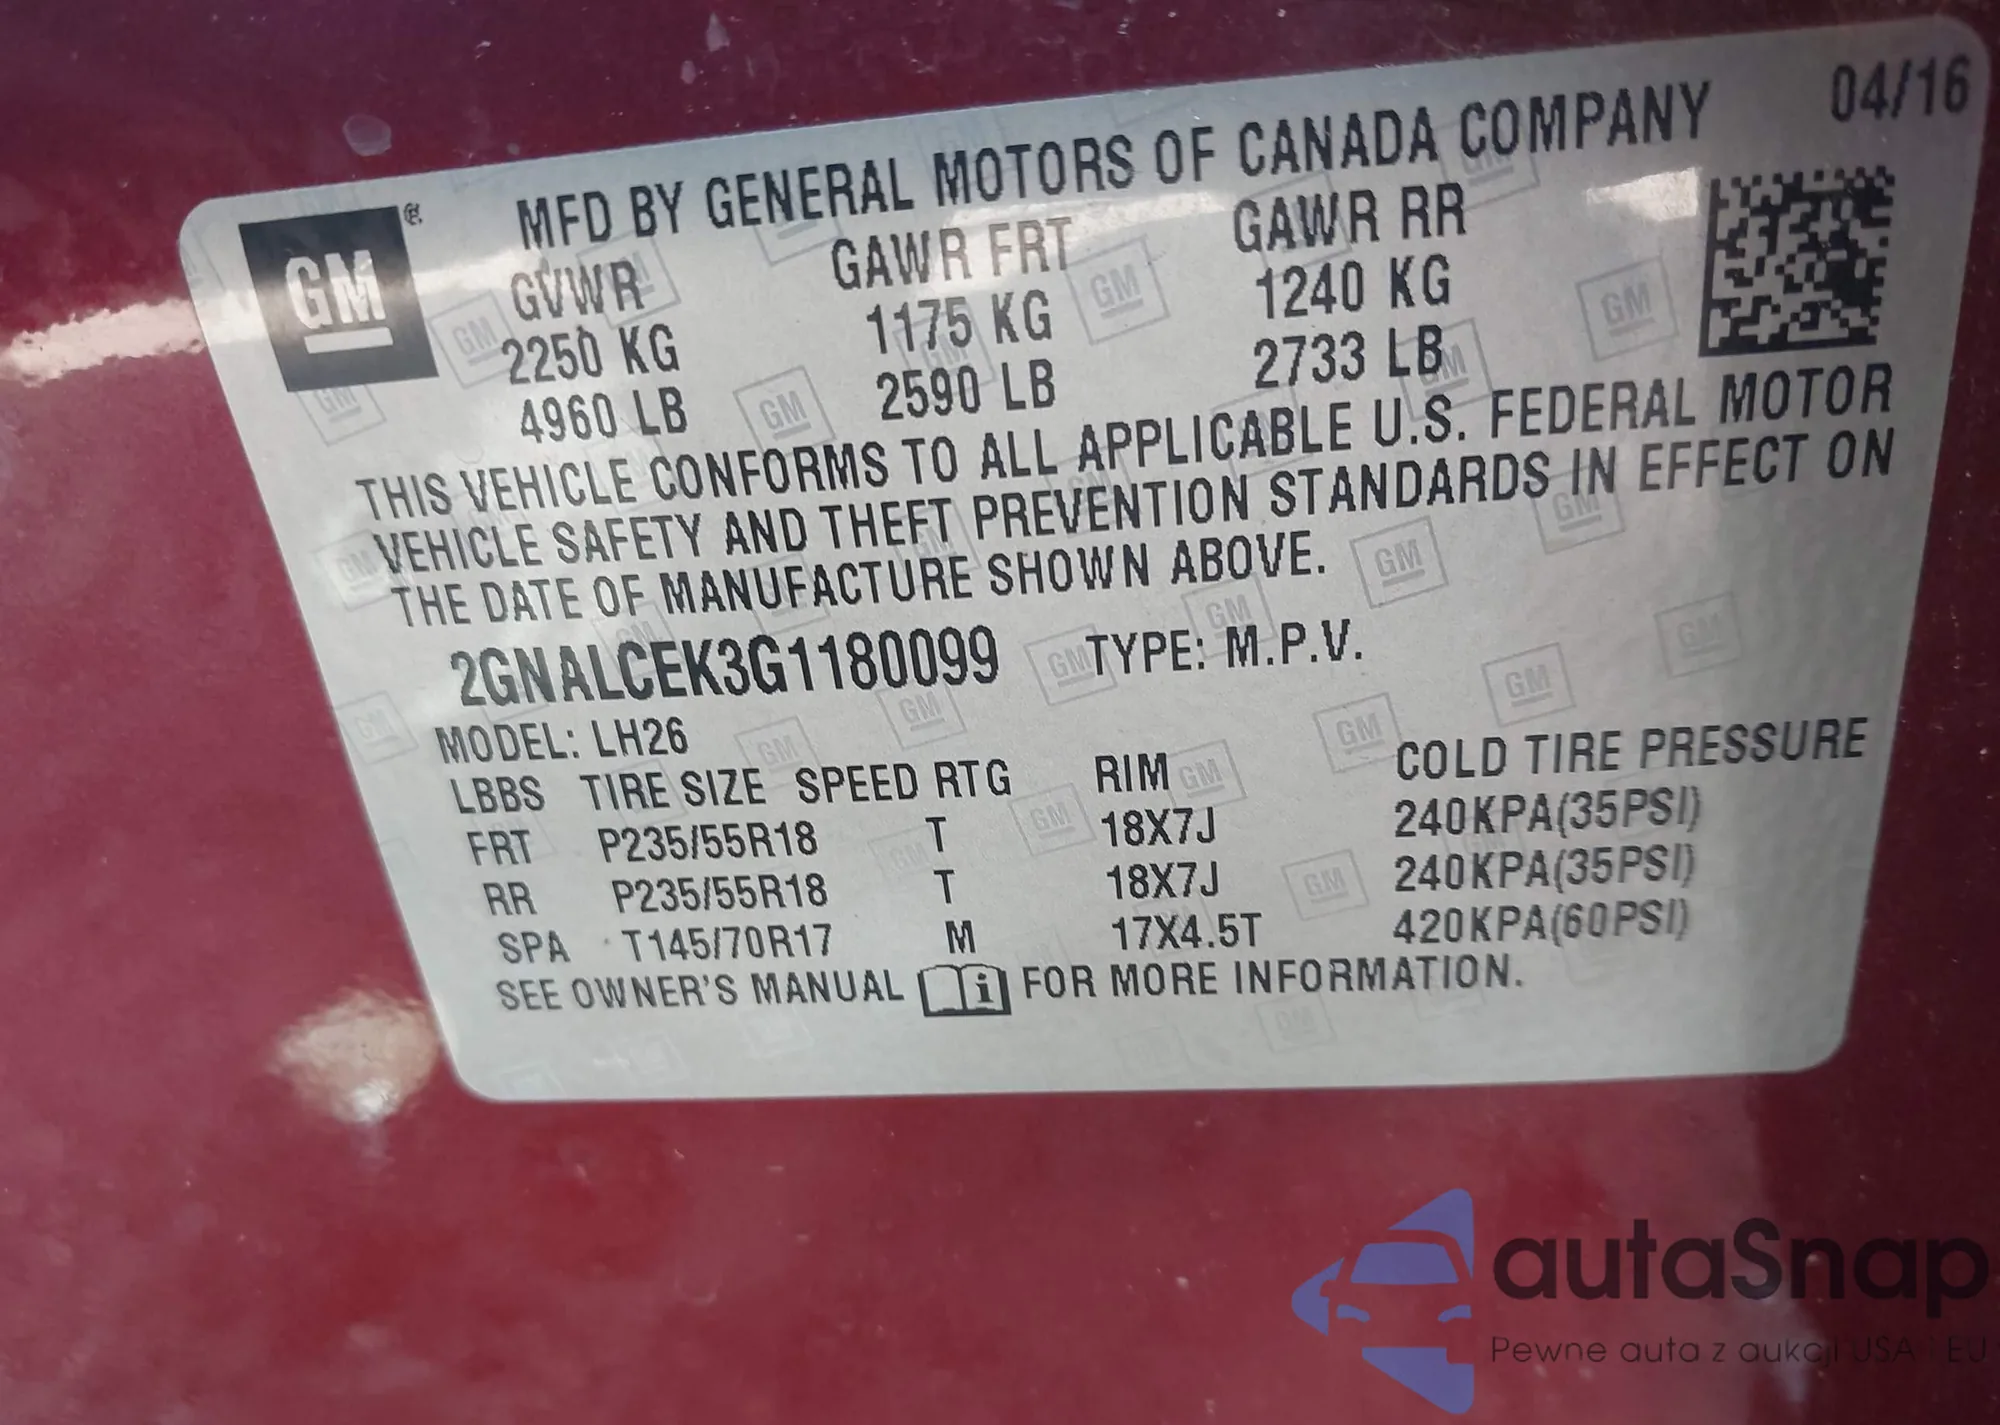 04/16
GM
MFD BY GENERAL MOTORS OF CANADA COMPANY
GVWR GAWR FRT GAWR RR
2250 KG 1175 KG 1240 KG
4960 LB 2590 LB 2733 LB
THIS VEHICLE CONFORMS TO ALL APPLICABLE U.S. FEDERAL MOTOR
VEHICLE SAFETY AND THEFT PREVENTION STANDARDS IN EFFECT ON
THE DATE OF MANUFACTURE SHOWN ABOVE.
2GNALCEK3G1180099 TYPE: M.P.V.
MODEL: LH26
LBBS TIRE SIZE SPEED RTG RIM COLD TIRE PRESSURE
FRT P235/55R18 T 18X7J 240KPA(35PSI)
RR P235/55R18 T 18X7J 240KPA(35PSI)
SPA T145/70R17 M 17X4.5T 420KPA(60PSI)
SEE OWNER'S MANUAL i FOR MORE INFORMATION.
autaSnap
Pewne auta z aukcji USA i EU